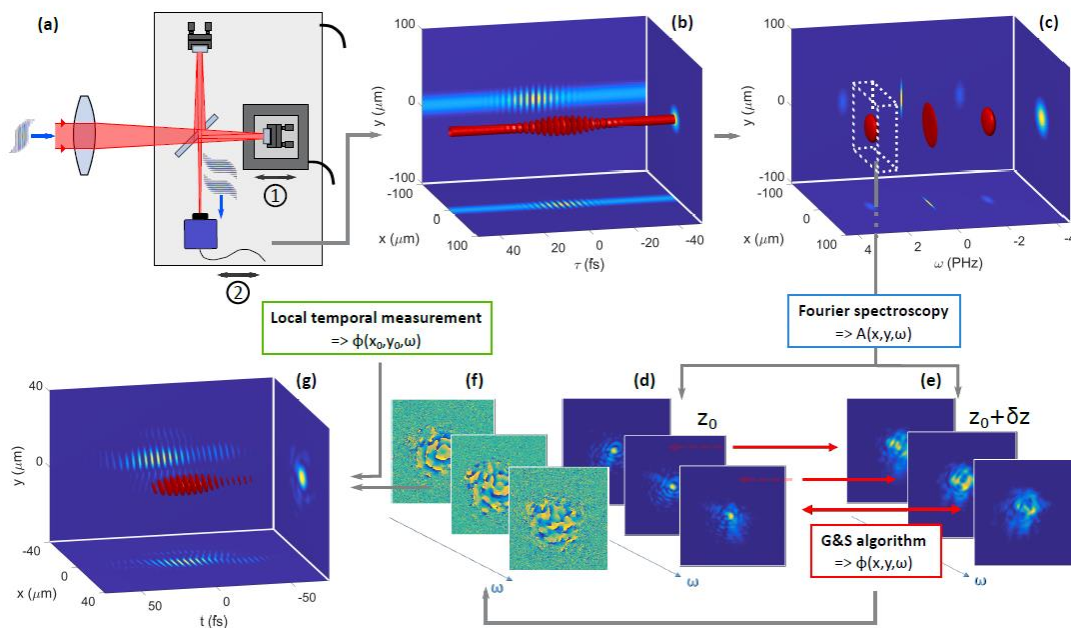 (a)
①
②
(b)
100
0
-100
y (µm)
0
100
x (µm)
40
20
0
-20
-40
τ (fs)
(c)
100
0
-100
y (µm)
0
100
x (µm)
4
2
0
-2
-4
ω (PHz)
Local temporal measurement
=> ϕ(x₀,y₀,ω)
Fourier spectroscopy
=> A(x,y,ω)
(g)
40
0
-40
y (µm)
-40
0
40
x (µm)
50
0
-50
t (fs)
(f)
ω
(d)
z₀
ω
(e)
z₀+δz
ω
G&S algorithm
=> ϕ(x,y,ω)